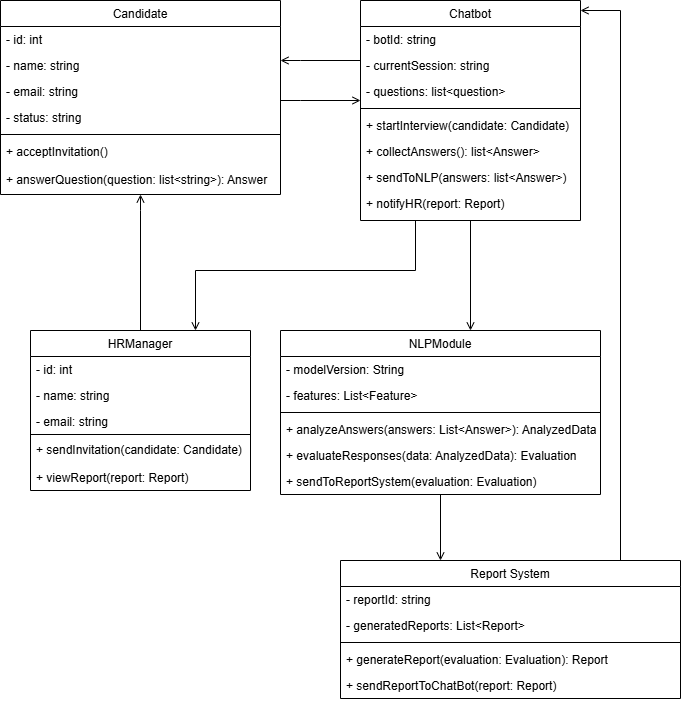 Candidate
- id: int
- name: string
- email: string
- status: string
+ acceptInvitation()
+ answerQuestion(question: list<string>): Answer
Chatbot
- botId: string
- currentSession: string
- questions: list<question>
+ startInterview(candidate: Candidate)
+ collectAnswers(): list<Answer>
+ sendToNLP(answers: list<Answer>)
+ notifyHR(report: Report)
HRManager
- id: int
- name: string
- email: string
+ sendInvitation(candidate: Candidate)
+ viewReport(report: Report)
NLPModule
- modelVersion: String
- features: List<Feature>
+ analyzeAnswers(answers: List<Answer>): AnalyzedData
+ evaluateResponses(data: AnalyzedData): Evaluation
+ sendToReportSystem(evaluation: Evaluation)
Report System
- reportId: string
- generatedReports: List<Report>
+ generateReport(evaluation: Evaluation): Report
+ sendReportToChatBot(report: Report)